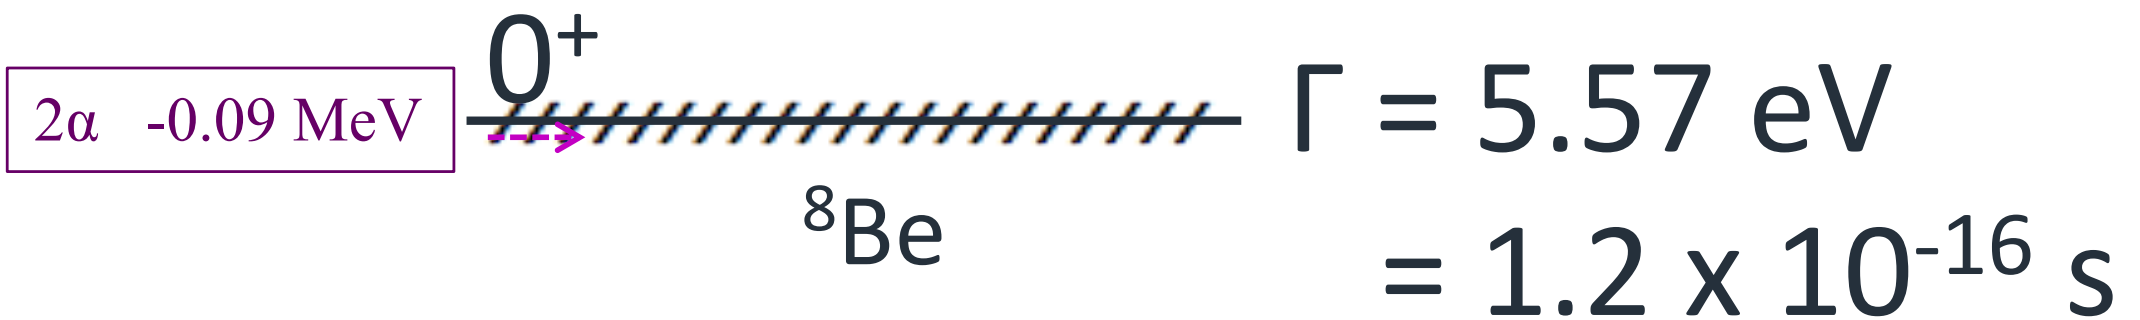 0⁺
2α -0.09 MeV
Γ = 5.57 eV
⁸Be
= 1.2 x 10⁻¹⁶ s